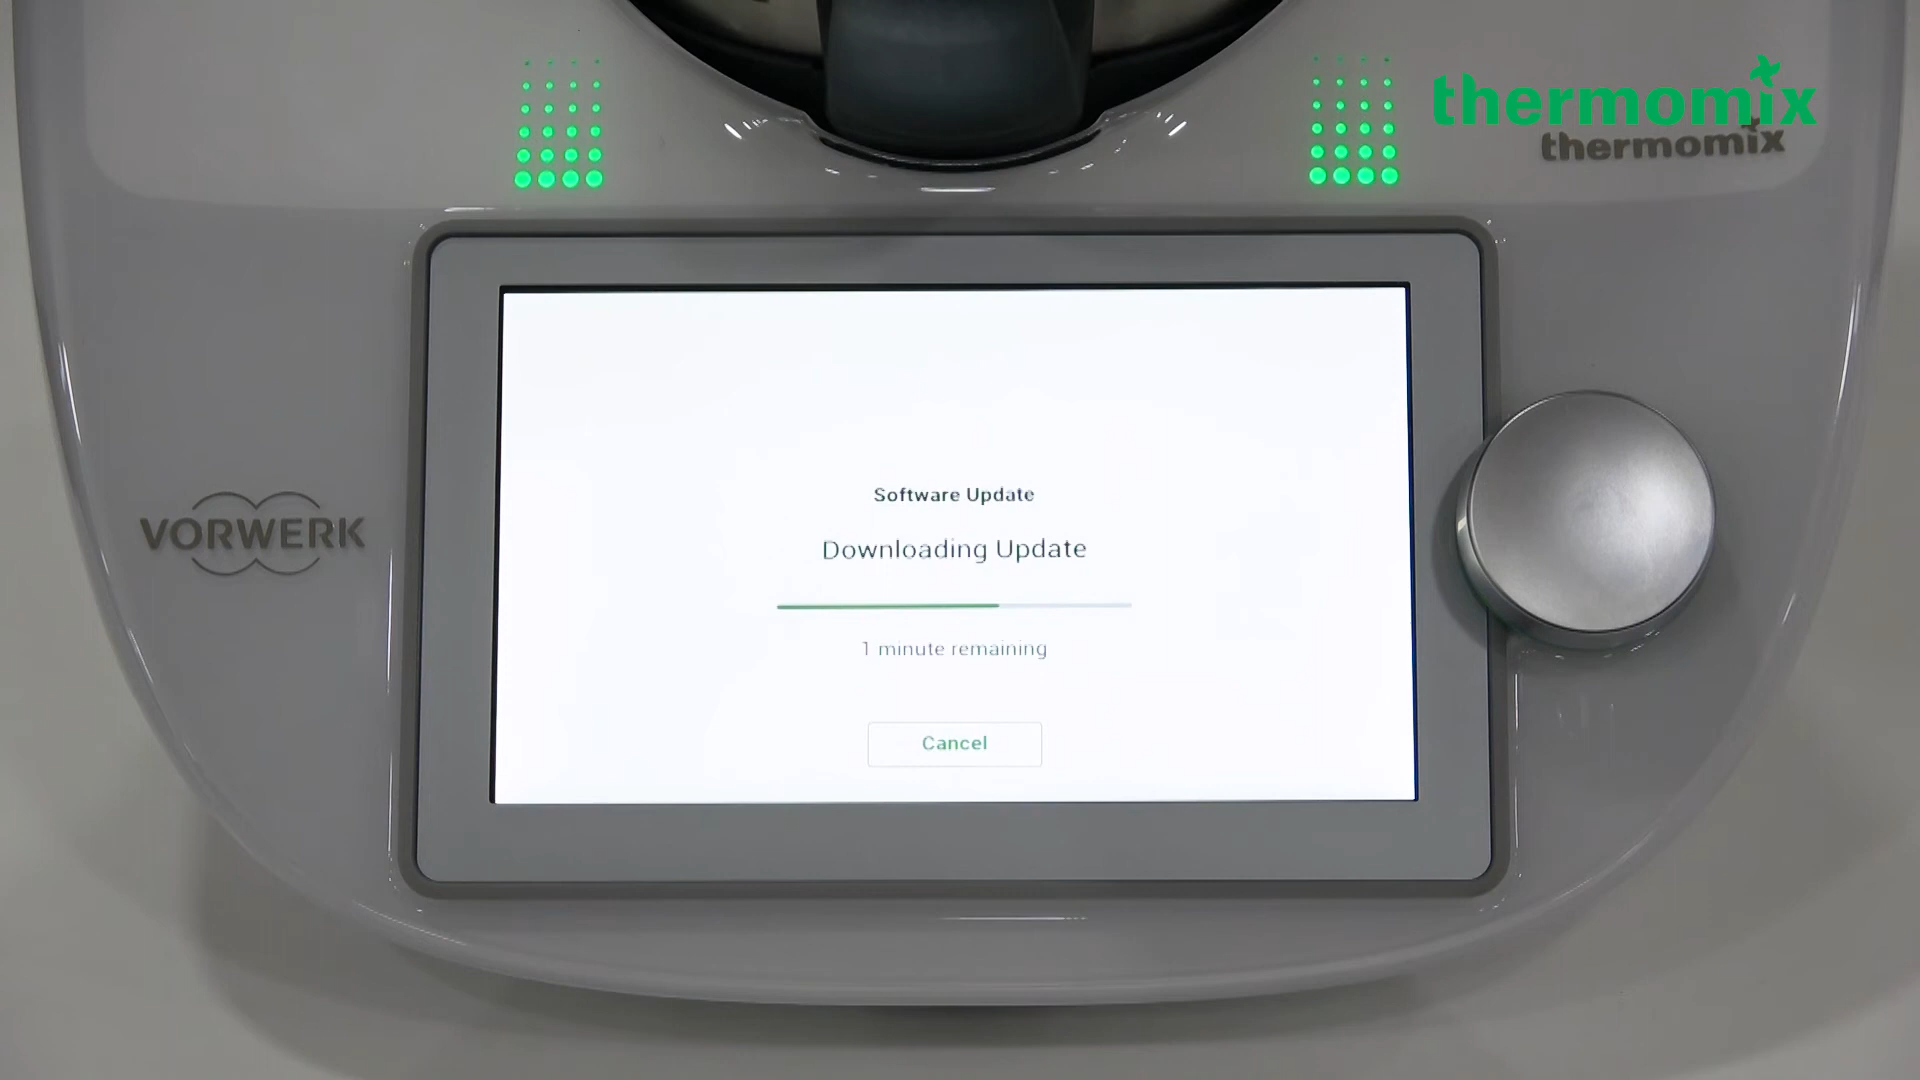 thermomix
thermomix
VORWERK
Software Update
Downloading Update
1 minute remaining
Cancel